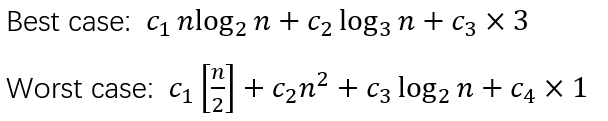 Best case: c₁ nlog₂ n + c₂ log₃ n + c₃ × 3
Worst case: c₁ [n/2] + c₂n² + c₃ log₂ n + c₄ × 1